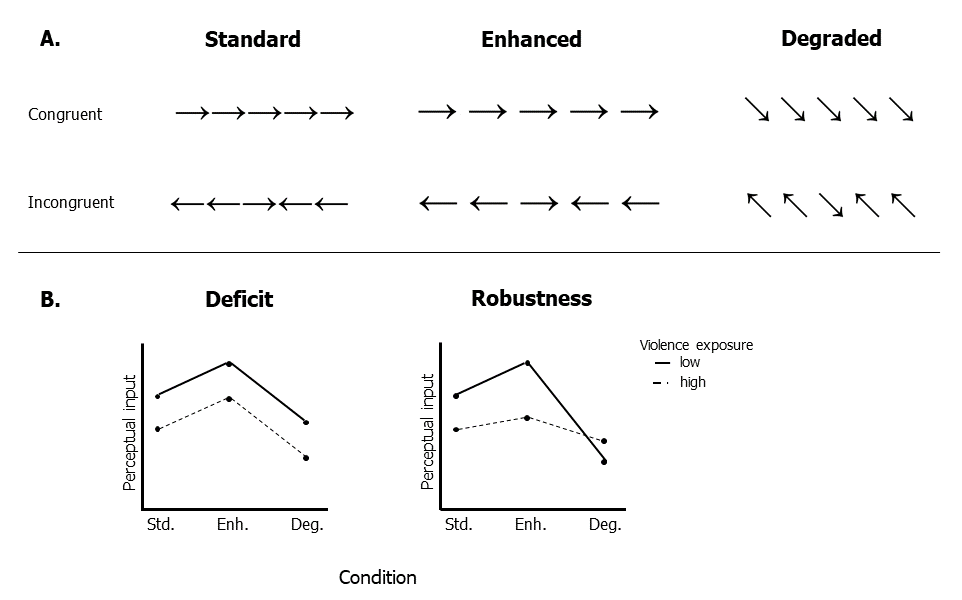 A.
Standard
Enhanced
Degraded
Congruent
Incongruent
B.
Deficit
Robustness
Perceptual input
Std. Enh. Deg.
Perceptual input
Std. Enh. Deg.
Violence exposure
low
high
Condition